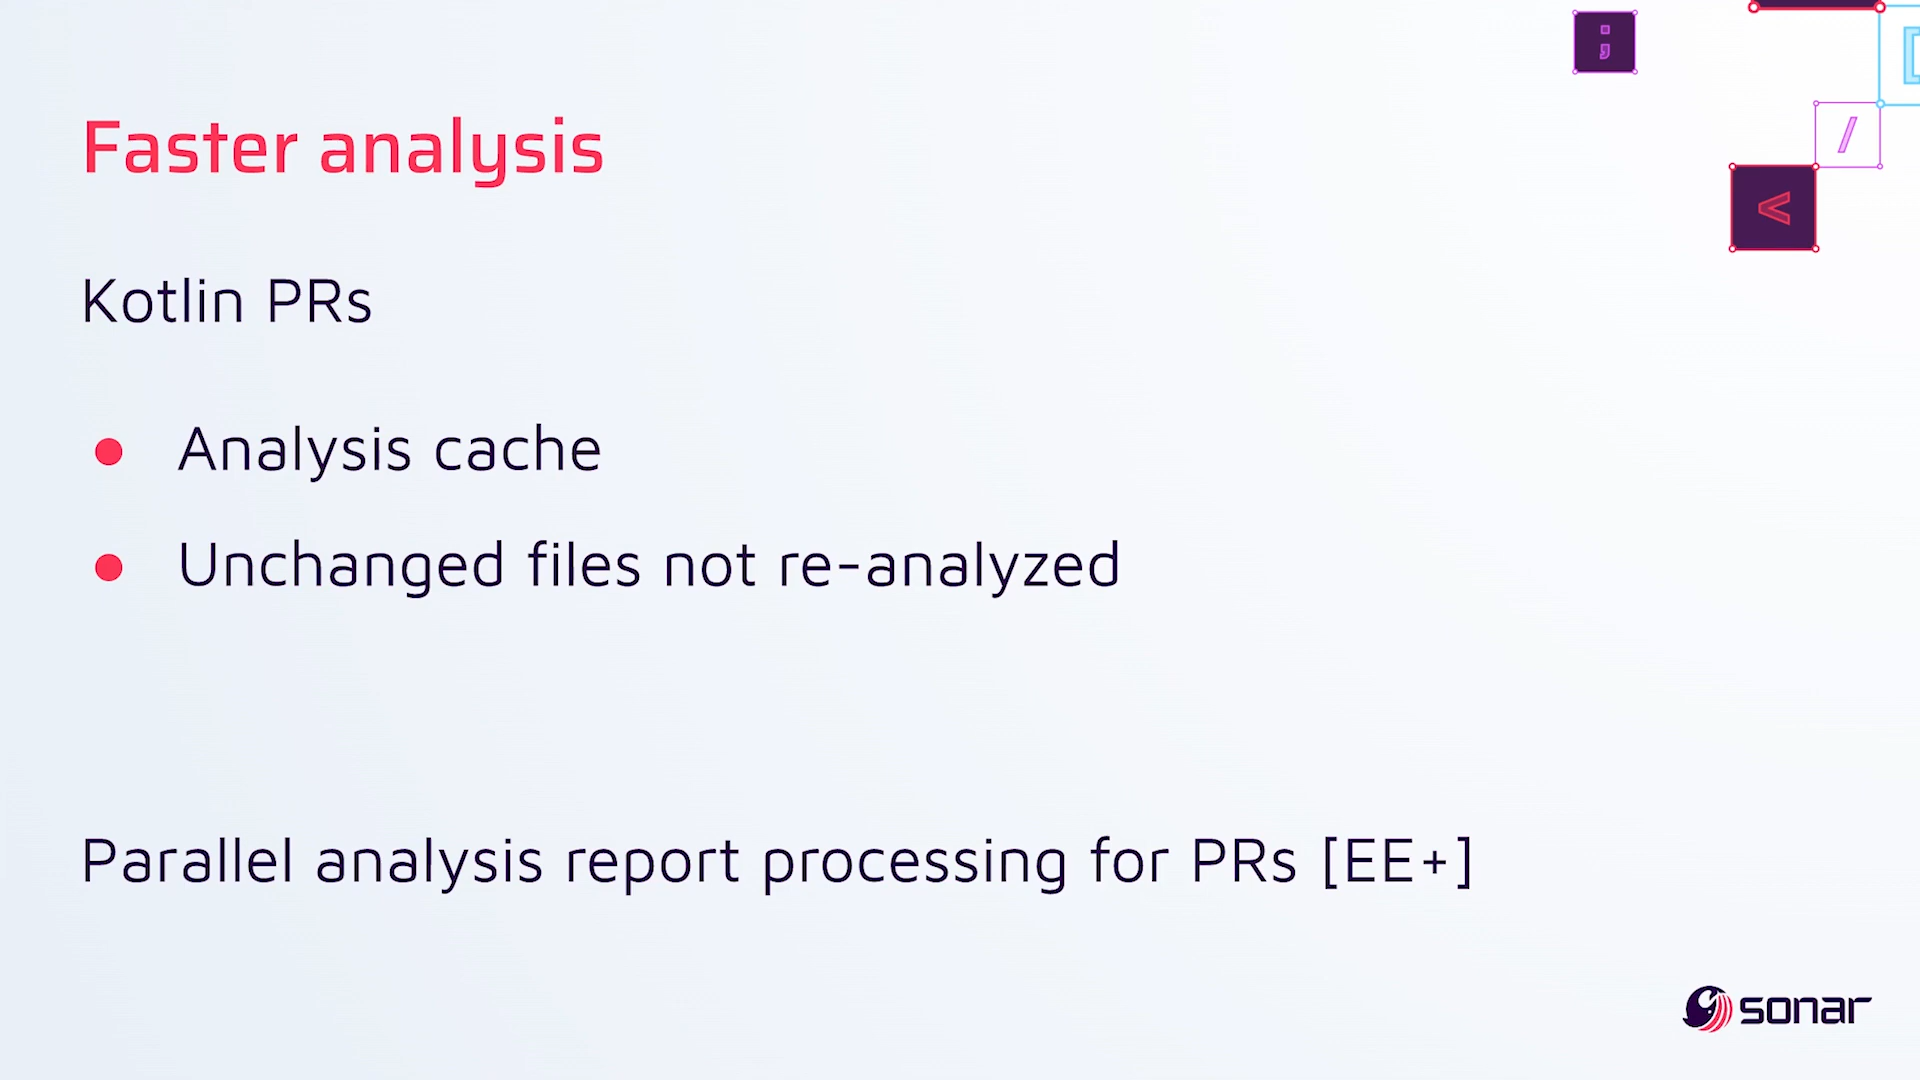 ;
/
<
Faster analysis
Kotlin PRs
● Analysis cache
● Unchanged files not re-analyzed
Parallel analysis report processing for PRs [EE+]
sonar